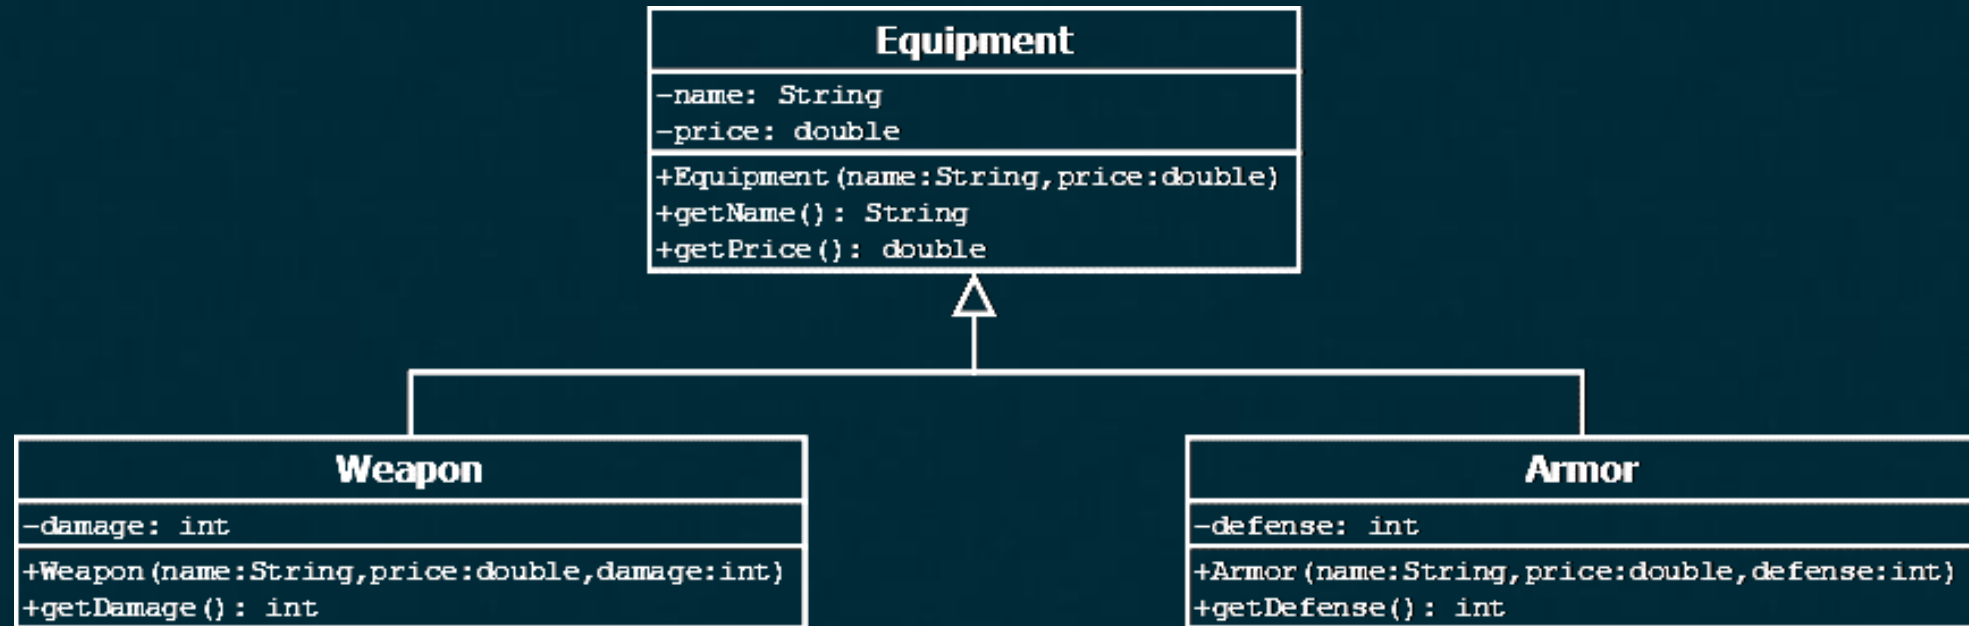 Equipment
-name: String
-price: double
+Equipment(name:String,price:double)
+getName(): String
+getPrice(): double
Weapon
-damage: int
+Weapon(name:String,price:double,damage:int)
+getDamage(): int
Armor
-defense: int
+Armor(name:String,price:double,defense:int)
+getDefense(): int